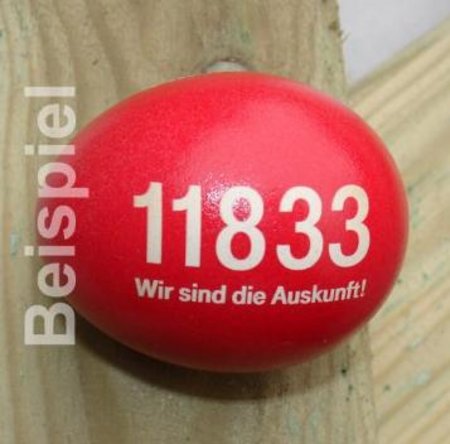 Beispiel
11833
Wir sind die Auskunft!